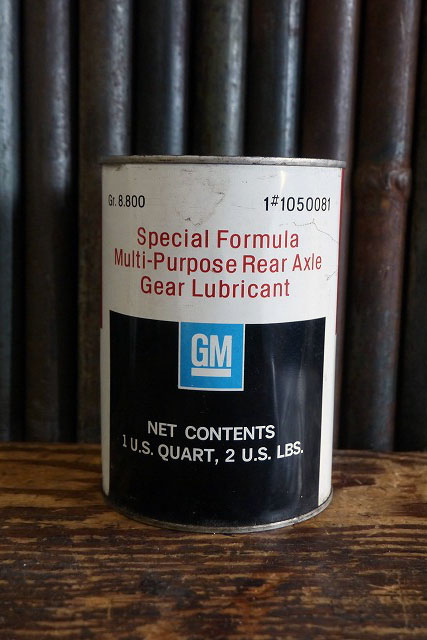 Gr. 8.800 1#1050081
Special Formula
Multi-Purpose Rear Axle
Gear Lubricant
GM
NET CONTENTS
1 U.S. QUART, 2 U.S. LBS.